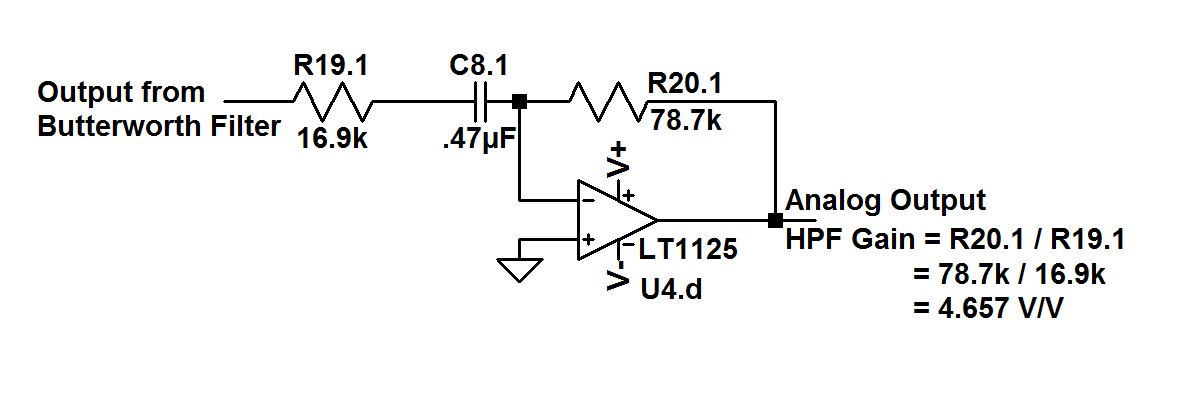 R19.1
C8.1
R20.1
Output from
Butterworth Filter
16.9k
.47µF
78.7k
V+
+
-
+
-
LT1125
V-
U4.d
Analog Output
HPF Gain = R20.1 / R19.1
= 78.7k / 16.9k
= 4.657 V/V